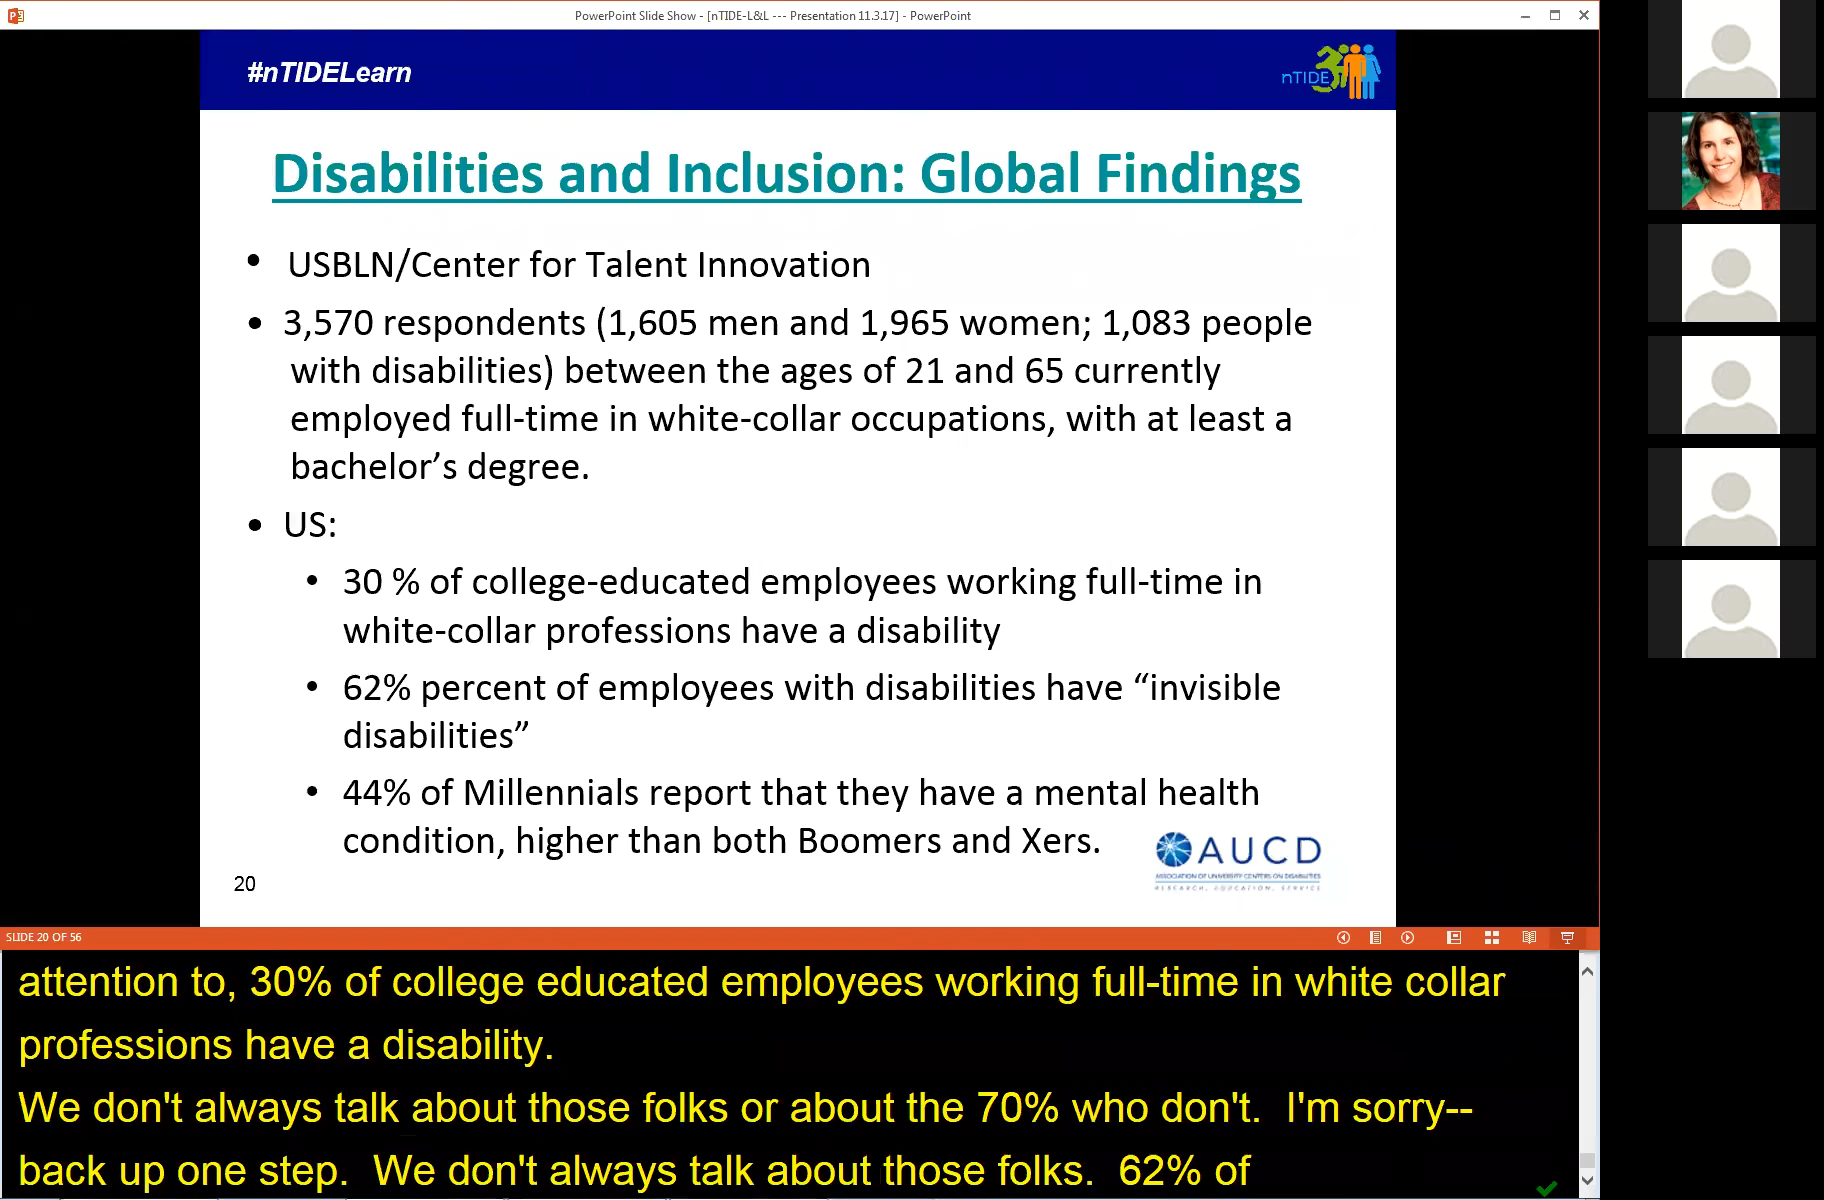 PowerPoint Slide Show - [nTIDE-L&L --- Presentation 11.3.17] - PowerPoint
#nTIDELearn
nTIDE
Disabilities and Inclusion: Global Findings
• USBLN/Center for Talent Innovation
• 3,570 respondents (1,605 men and 1,965 women; 1,083 people
with disabilities) between the ages of 21 and 65 currently
employed full-time in white-collar occupations, with at least a
bachelor’s degree.
• US:
• 30 % of college-educated employees working full-time in
white-collar professions have a disability
• 62% percent of employees with disabilities have “invisible
disabilities”
• 44% of Millennials report that they have a mental health
condition, higher than both Boomers and Xers.
AUCD
ASSOCIATION OF UNIVERSITY CENTERS ON DISABILITIES
RESEARCH, EDUCATION, SERVICE
20
SLIDE 20 OF 56
attention to, 30% of college educated employees working full-time in white collar
professions have a disability.
We don't always talk about those folks or about the 70% who don't.  I'm sorry--
back up one step.  We don't always talk about those folks.  62% of